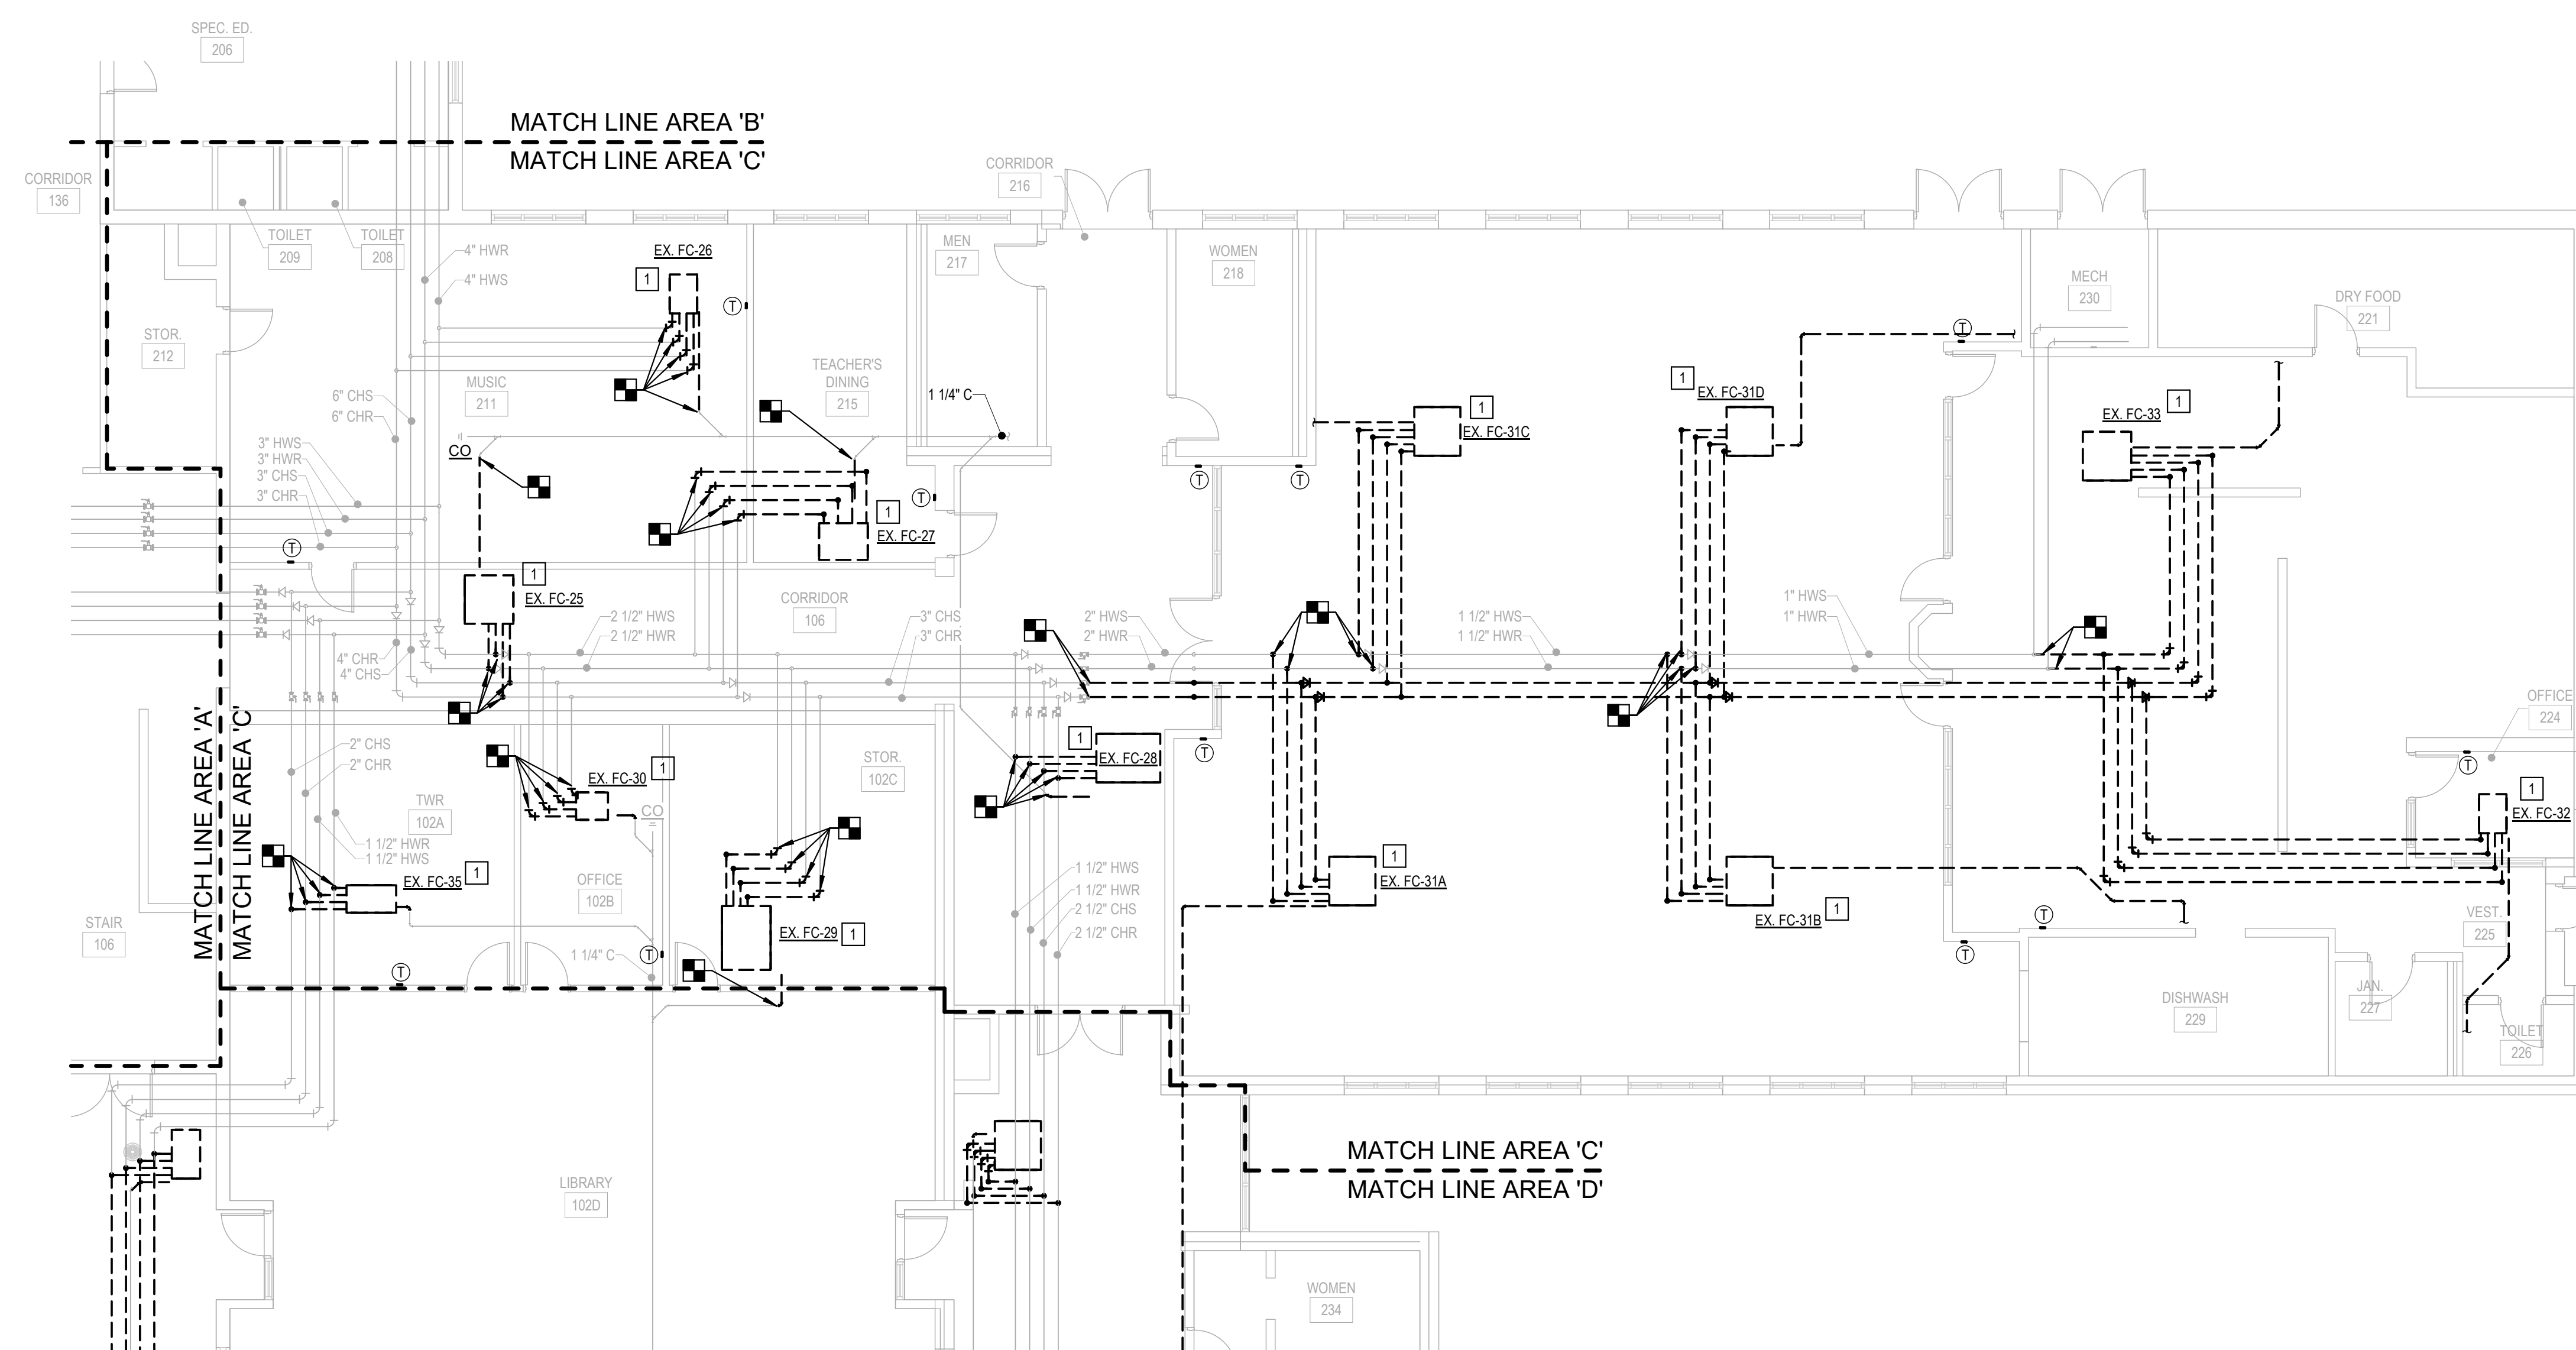 SPEC. ED.
206
MATCH LINE AREA 'B'
MATCH LINE AREA 'C'
CORRIDOR
136
CORRIDOR
216
TOILET
209
TOILET
208
4" HWR
4" HWS
EX. FC-26
1
T
MEN
217
WOMEN
218
MECH
230
DRY FOOD
221
STOR.
212
MUSIC
211
TEACHER'S
DINING
215
1 1/4" C
6" CHS
6" CHR
3" HWS
3" HWR
3" CHS
3" CHR
CO
T
EX. FC-27
1
T
T
T
EX. FC-31C
1
EX. FC-31D
1
T
EX. FC-33
1
EX. FC-25
1
CORRIDOR
106
2 1/2" HWS
2 1/2" HWR
3" CHS
3" CHR
2" HWS
2" HWR
1 1/2" HWS
1 1/2" HWR
1" HWS
1" HWR
4" CHR
4" CHS
MATCH LINE AREA 'A'
MATCH LINE AREA 'C'
2" CHS
2" CHR
TWR
102A
1 1/2" HWR
1 1/2" HWS
EX. FC-30
1
CO
STOR.
102C
EX. FC-28
1
T
OFFICE
224
T
EX. FC-32
1
EX. FC-35
1
OFFICE
102B
EX. FC-29
1
1 1/4" C
T
T
1 1/2" HWS
1 1/2" HWR
2 1/2" CHS
2 1/2" CHR
EX. FC-31A
1
EX. FC-31B
1
T
T
STAIR
106
VEST.
225
DISHWASH
229
JAN.
227
TOILET
226
MATCH LINE AREA 'C'
MATCH LINE AREA 'D'
LIBRARY
102D
WOMEN
234